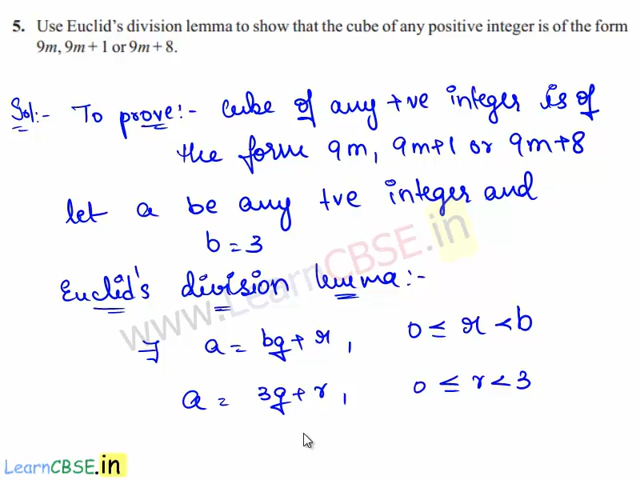 5. Use Euclid's division lemma to show that the cube of any positive integer is of the form
9m, 9m + 1 or 9m + 8.
Sol:- To prove:- Cube of any +ve integer is of
the form 9m, 9m+1 or 9m+8
let a be any +ve integer and
b = 3
Euclid's division lemma:-
∃ a = bq + r, 0 ≤ r < b
a = 3q + r, 0 ≤ r < 3
www.LearnCBSE.in
LearnCBSE.in